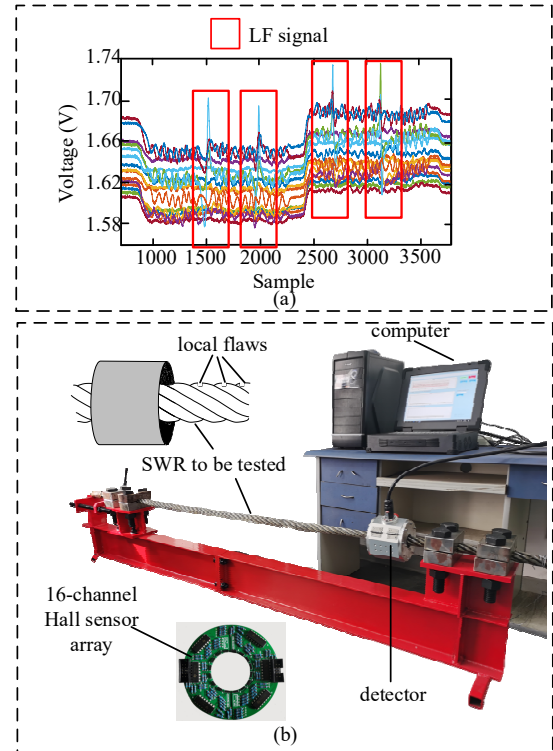 LF signal
1.74
1.70
1.66
1.62
1.58
Voltage (V)
1000 1500 2000 2500 3000 3500
Sample
(a)
computer
local flaws
SWR to be tested
16-channel
Hall sensor
array
detector
(b)